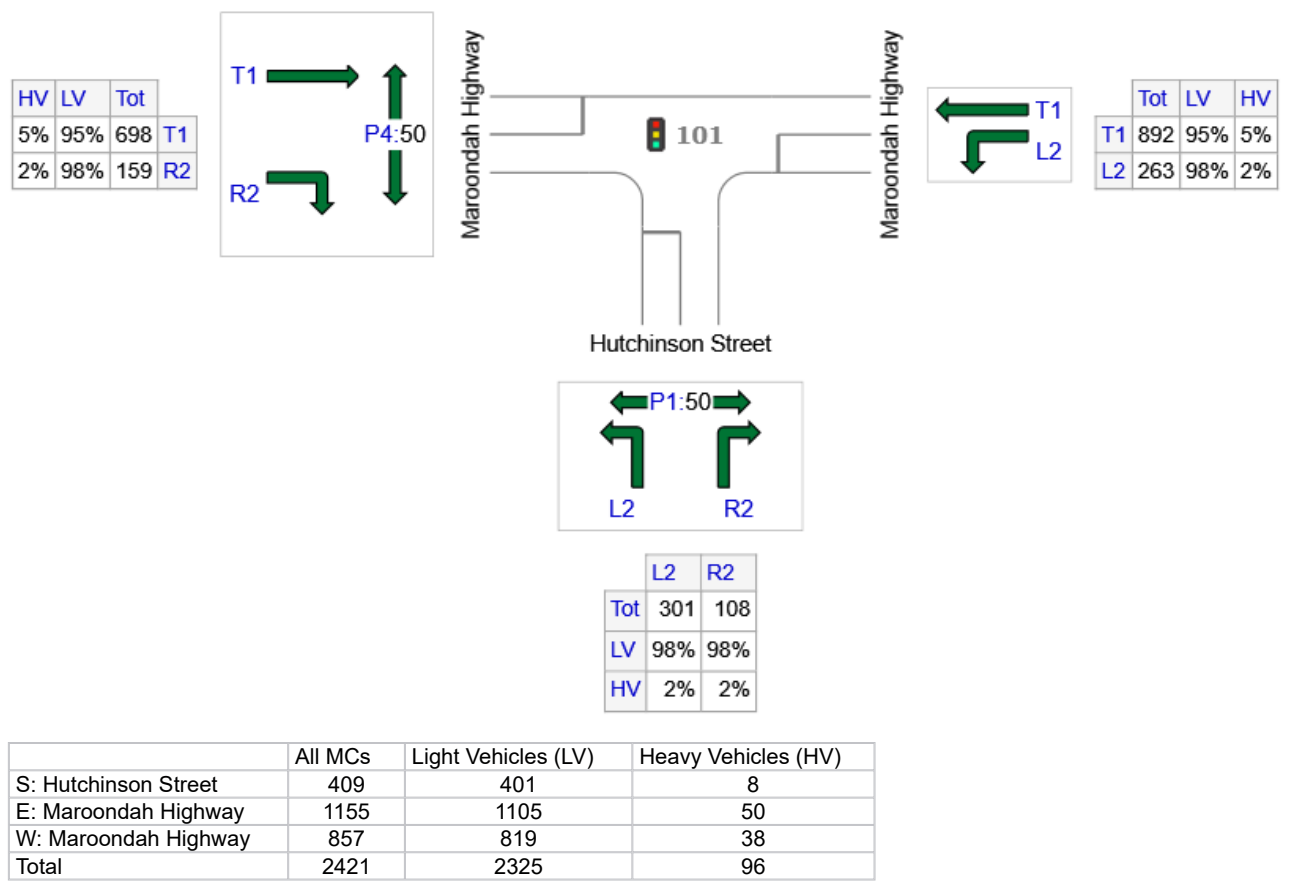 HV LV Tot
5% 95% 698 T1
2% 98% 159 R2
T1
P4:50
R2
Maroondah Highway
101
Maroondah Highway
T1
L2
Tot LV HV
T1 892 95% 5%
L2 263 98% 2%
Hutchinson Street
P1:50
L2 R2
L2 R2
Tot 301 108
LV 98% 98%
HV 2% 2%
All MCs Light Vehicles (LV) Heavy Vehicles (HV)
S: Hutchinson Street 409 401 8
E: Maroondah Highway 1155 1105 50
W: Maroondah Highway 857 819 38
Total 2421 2325 96